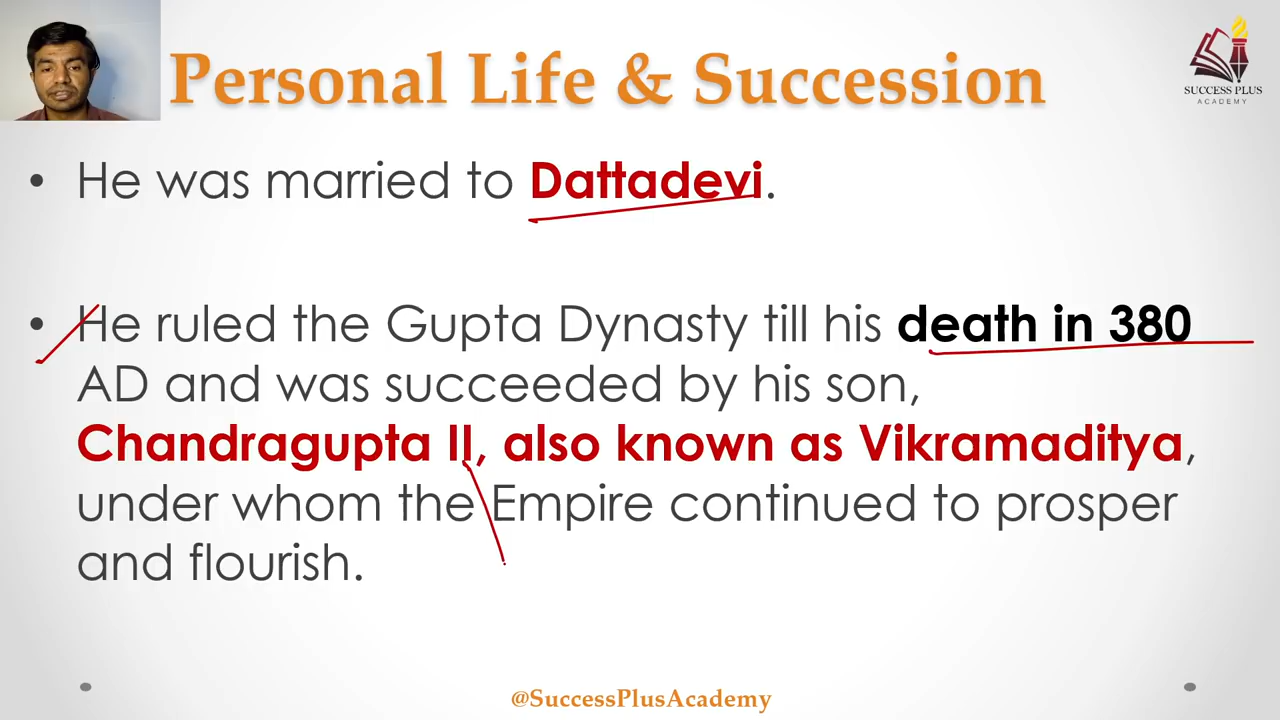 Personal Life & Succession
SUCCESS PLUS
ACADEMY
• He was married to Dattadevi.
• He ruled the Gupta Dynasty till his death in 380
AD and was succeeded by his son,
Chandragupta II, also known as Vikramaditya,
under whom the Empire continued to prosper
and flourish.
@SuccessPlusAcademy